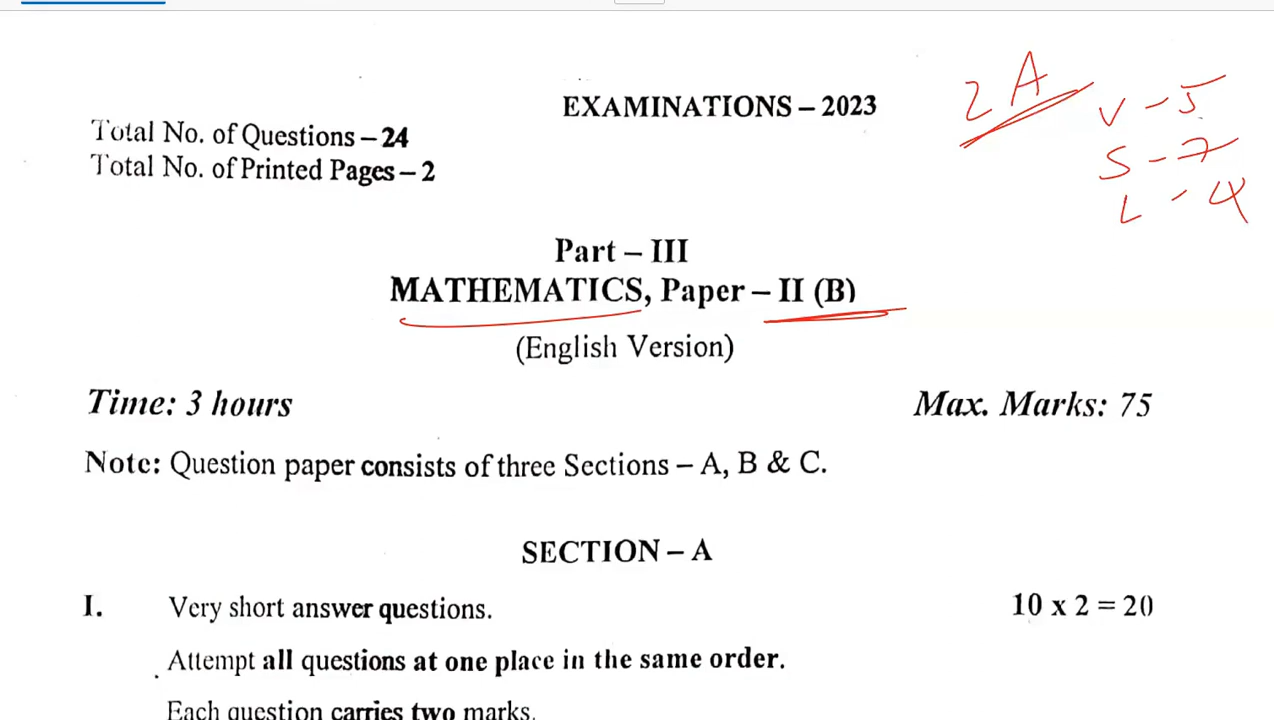 EXAMINATIONS – 2023
2A
V - 5
S - 7
L - 4
Total No. of Questions – 24
Total No. of Printed Pages – 2
Part – III
MATHEMATICS, Paper – II (B)
(English Version)
Time: 3 hours
Max. Marks: 75
Note: Question paper consists of three Sections – A, B & C.
SECTION – A
I. Very short answer questions. 10 x 2 = 20
Attempt all questions at one place in the same order.
Each question carries two marks.